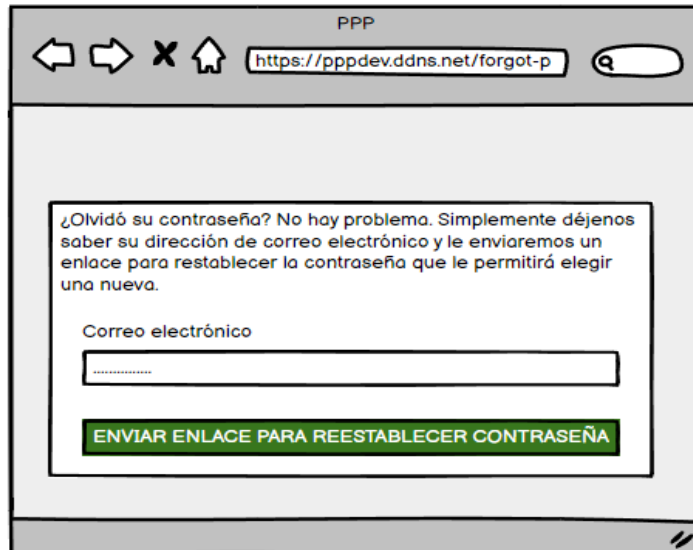 PPP
https://pppdev.ddns.net/forgot-p
¿Olvidó su contraseña? No hay problema. Simplemente déjenos
saber su dirección de correo electrónico y le enviaremos un
enlace para restablecer la contraseña que le permitirá elegir
una nueva.
Correo electrónico
................
ENVIAR ENLACE PARA REESTABLECER CONTRASEÑA